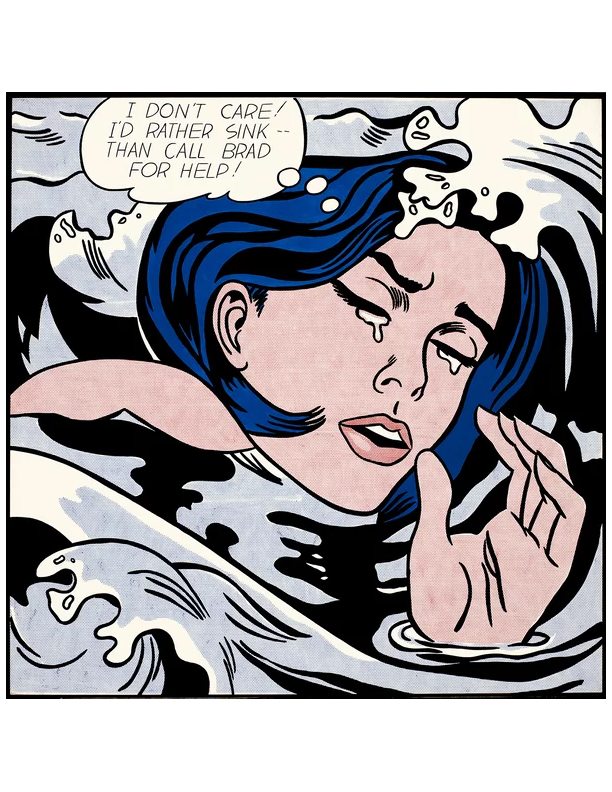 I DON'T CARE!
I'D RATHER SINK --
THAN CALL BRAD
FOR HELP!